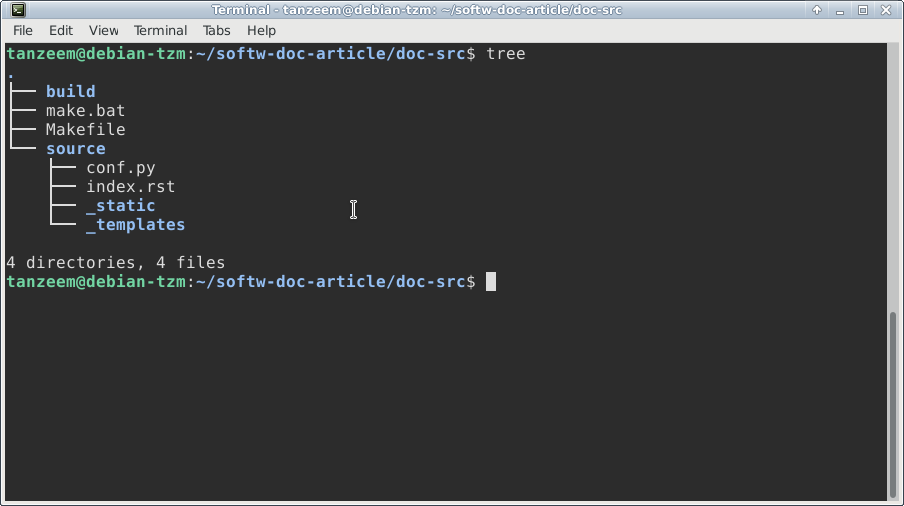 Terminal - tanzeem@debian-tzm: ~/softw-doc-article/doc-src
File Edit View Terminal Tabs Help
tanzeem@debian-tzm:~/softw-doc-article/doc-src$ tree
.
├── build
├── make.bat
├── Makefile
└── source
    ├── conf.py
    ├── index.rst
    ├── _static
    └── _templates
4 directories, 4 files
tanzeem@debian-tzm:~/softw-doc-article/doc-src$